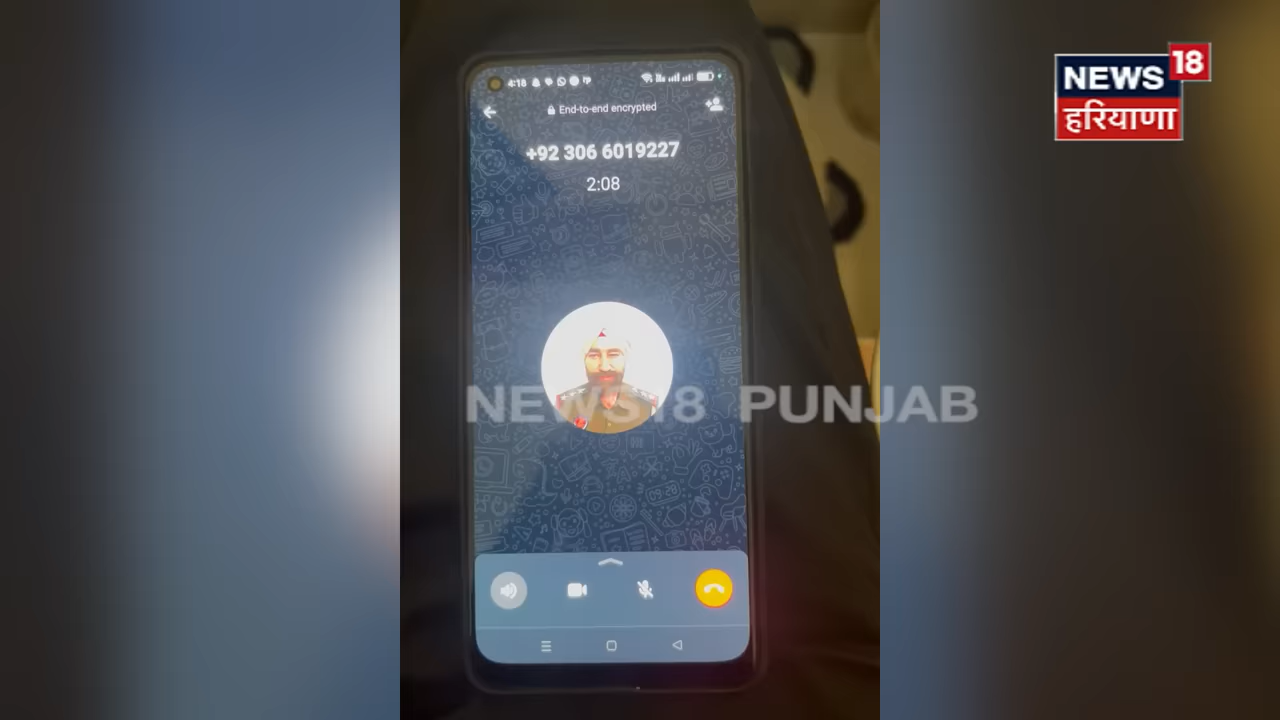 NEWS 18
हरियाणा
4:18
End-to-end encrypted
+92 306 6019227
2:08
NEWS18 PUNJAB